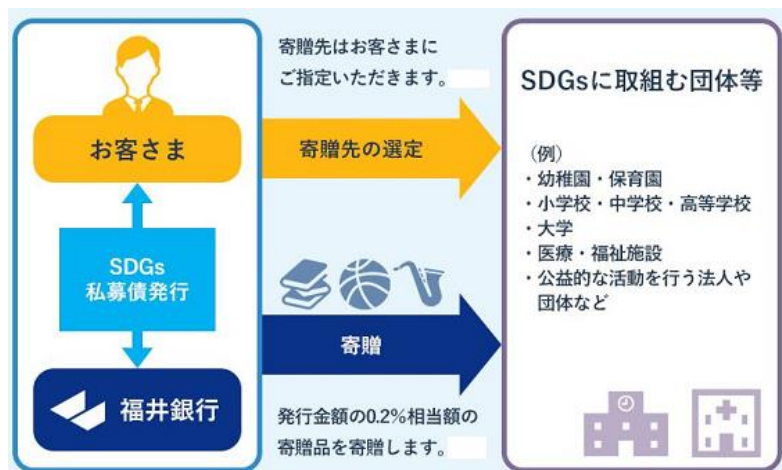 お客さま
SDGs
私募債発行
福井銀行
寄贈先はお客さまに
ご指定いただきます。
寄贈先の選定
寄贈
発行金額の0.2%相当額の
寄贈品を寄贈します。
SDGsに取組む団体等
(例)
・幼稚園・保育園
・小学校・中学校・高等学校
・大学
・医療・福祉施設
・公益的な活動を行う法人や
団体など